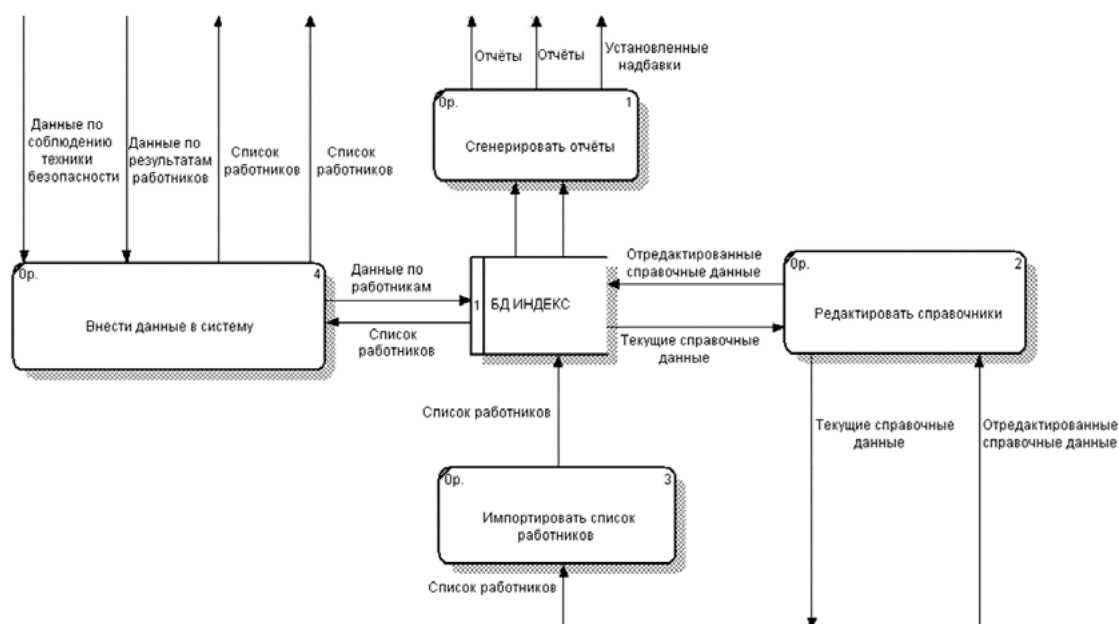 Отчёты
Отчёты
Установленные
надбавки
0р.
1
Сгенерировать отчёты
Данные по
соблюдению
техники
безопасности
Данные по
результатам
работников
Список
работников
Список
работников
0р.
4
Внести данные в систему
Данные по
работникам
Список
работников
1
БД ИНДЕКС
Отредактированные
справочные данные
Текущие справочные
данные
0р.
2
Редактировать справочники
Список работников
Текущие справочные
данные
Отредактированные
справочные данные
0р.
3
Импортировать список
работников
Список работников